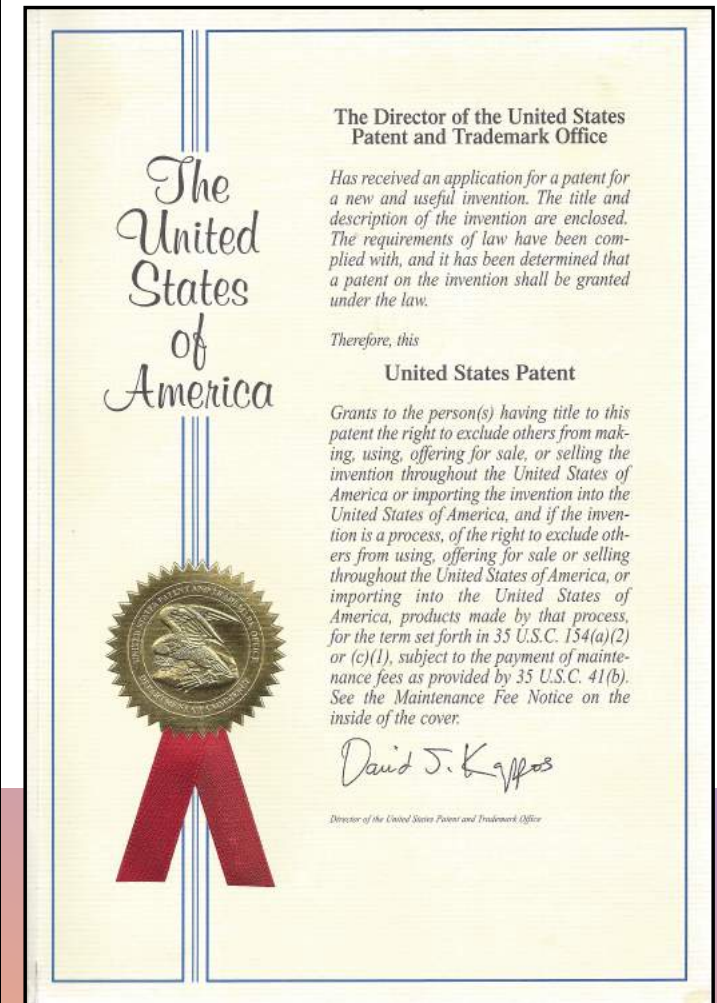 The
United
States
of
America
The Director of the United States
Patent and Trademark Office
Has received an application for a patent for
a new and useful invention. The title and
description of the invention are enclosed.
The requirements of law have been com-
plied with, and it has been determined that
a patent on the invention shall be granted
under the law.
Therefore, this
United States Patent
Grants to the person(s) having title to this
patent the right to exclude others from mak-
ing, using, offering for sale, or selling the
invention throughout the United States of
America or importing the invention into the
United States of America, and if the inven-
tion is a process, of the right to exclude oth-
ers from using, offering for sale or selling
throughout the United States of America, or
importing into the United States of
America, products made by that process,
for the term set forth in 35 U.S.C. 154(a)(2)
or (c)(1), subject to the payment of mainte-
nance fees as provided by 35 U.S.C. 41(b).
See the Maintenance Fee Notice on the
inside of the cover.
David J. Kappos
Director of the United States Patent and Trademark Office
UNITED STATES PATENT AND TRADEMARK OFFICE
DEPARTMENT OF COMMERCE